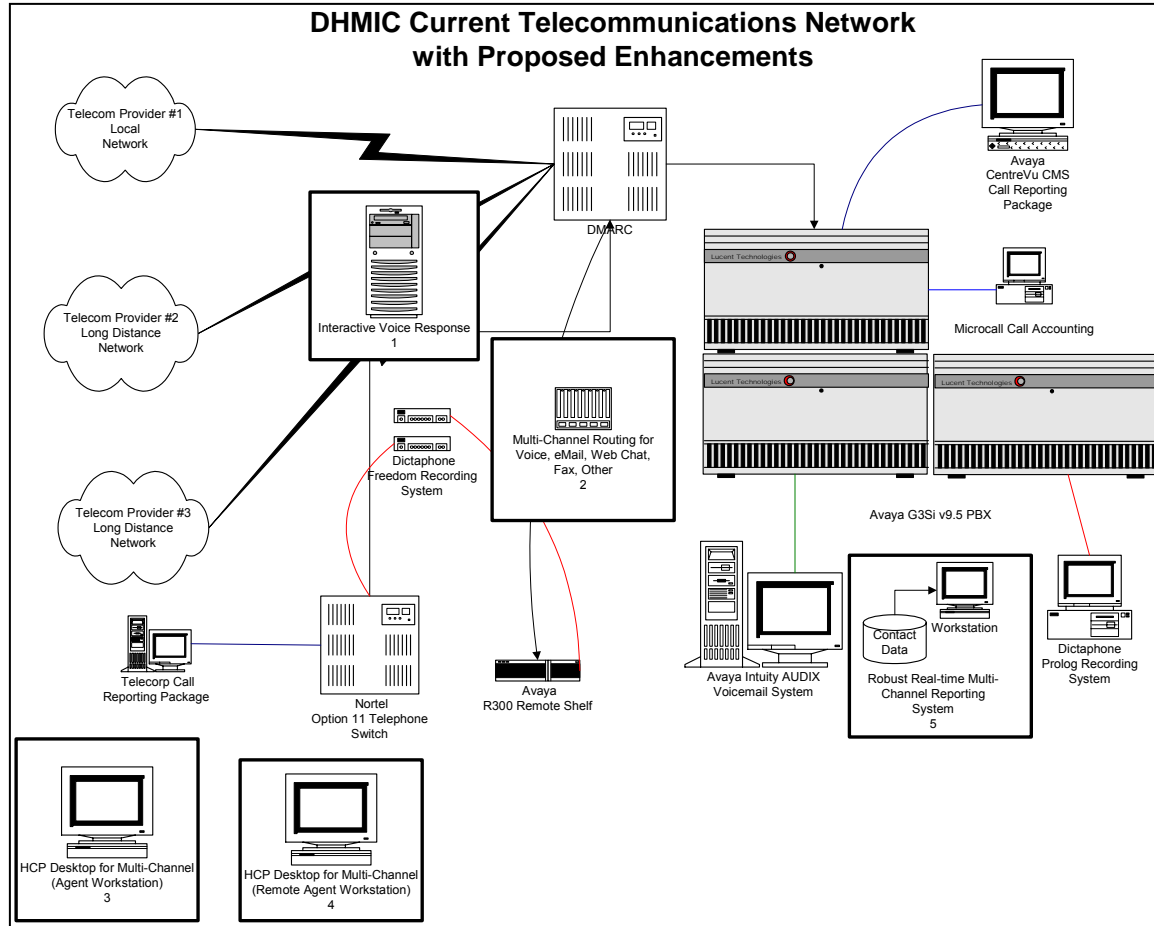 DHMIC Current Telecommunications Network
with Proposed Enhancements
Telecom Provider #1
Local
Network
DMARC
Avaya
CentreVu CMS
Call Reporting
Package
Lucent Technologies
Telecom Provider #2
Long Distance
Network
Interactive Voice Response
1
Microcall Call Accounting
Lucent Technologies
Lucent Technologies
Multi-Channel Routing for
Voice, eMail, Web Chat,
Fax, Other
2
Dictaphone
Freedom Recording
System
Telecom Provider #3
Long Distance
Network
Avaya G3Si v9.5 PBX
Telecorp Call
Reporting Package
Nortel
Option 11 Telephone
Switch
Avaya
R300 Remote Shelf
Avaya Intuity AUDIX
Voicemail System
Contact
Data
Workstation
Robust Real-time Multi-
Channel Reporting
System
5
Dictaphone
Prolog Recording
System
HCP Desktop for Multi-Channel
(Agent Workstation)
3
HCP Desktop for Multi-Channel
(Remote Agent Workstation)
4